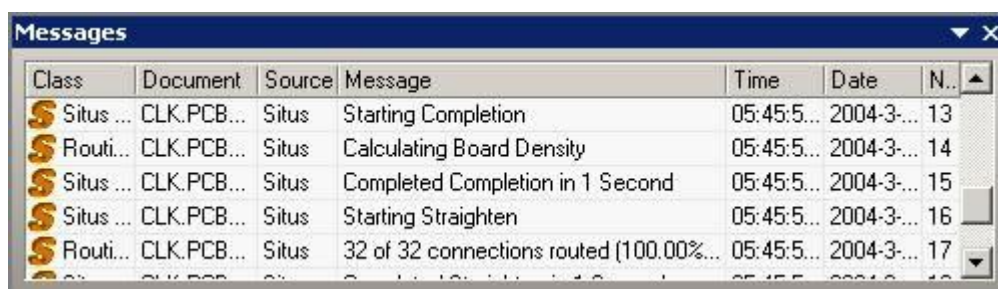 Messages
Class Document Source Message Time Date N..
Situs ... CLK.PCB... Situs Starting Completion 05:45:5... 2004-3-... 13
Routi... CLK.PCB... Situs Calculating Board Density 05:45:5... 2004-3-... 14
Situs ... CLK.PCB... Situs Completed Completion in 1 Second 05:45:5... 2004-3-... 15
Situs ... CLK.PCB... Situs Starting Straighten 05:45:5... 2004-3-... 16
Routi... CLK.PCB... Situs 32 of 32 connections routed (100.00%... 05:45:5... 2004-3-... 17